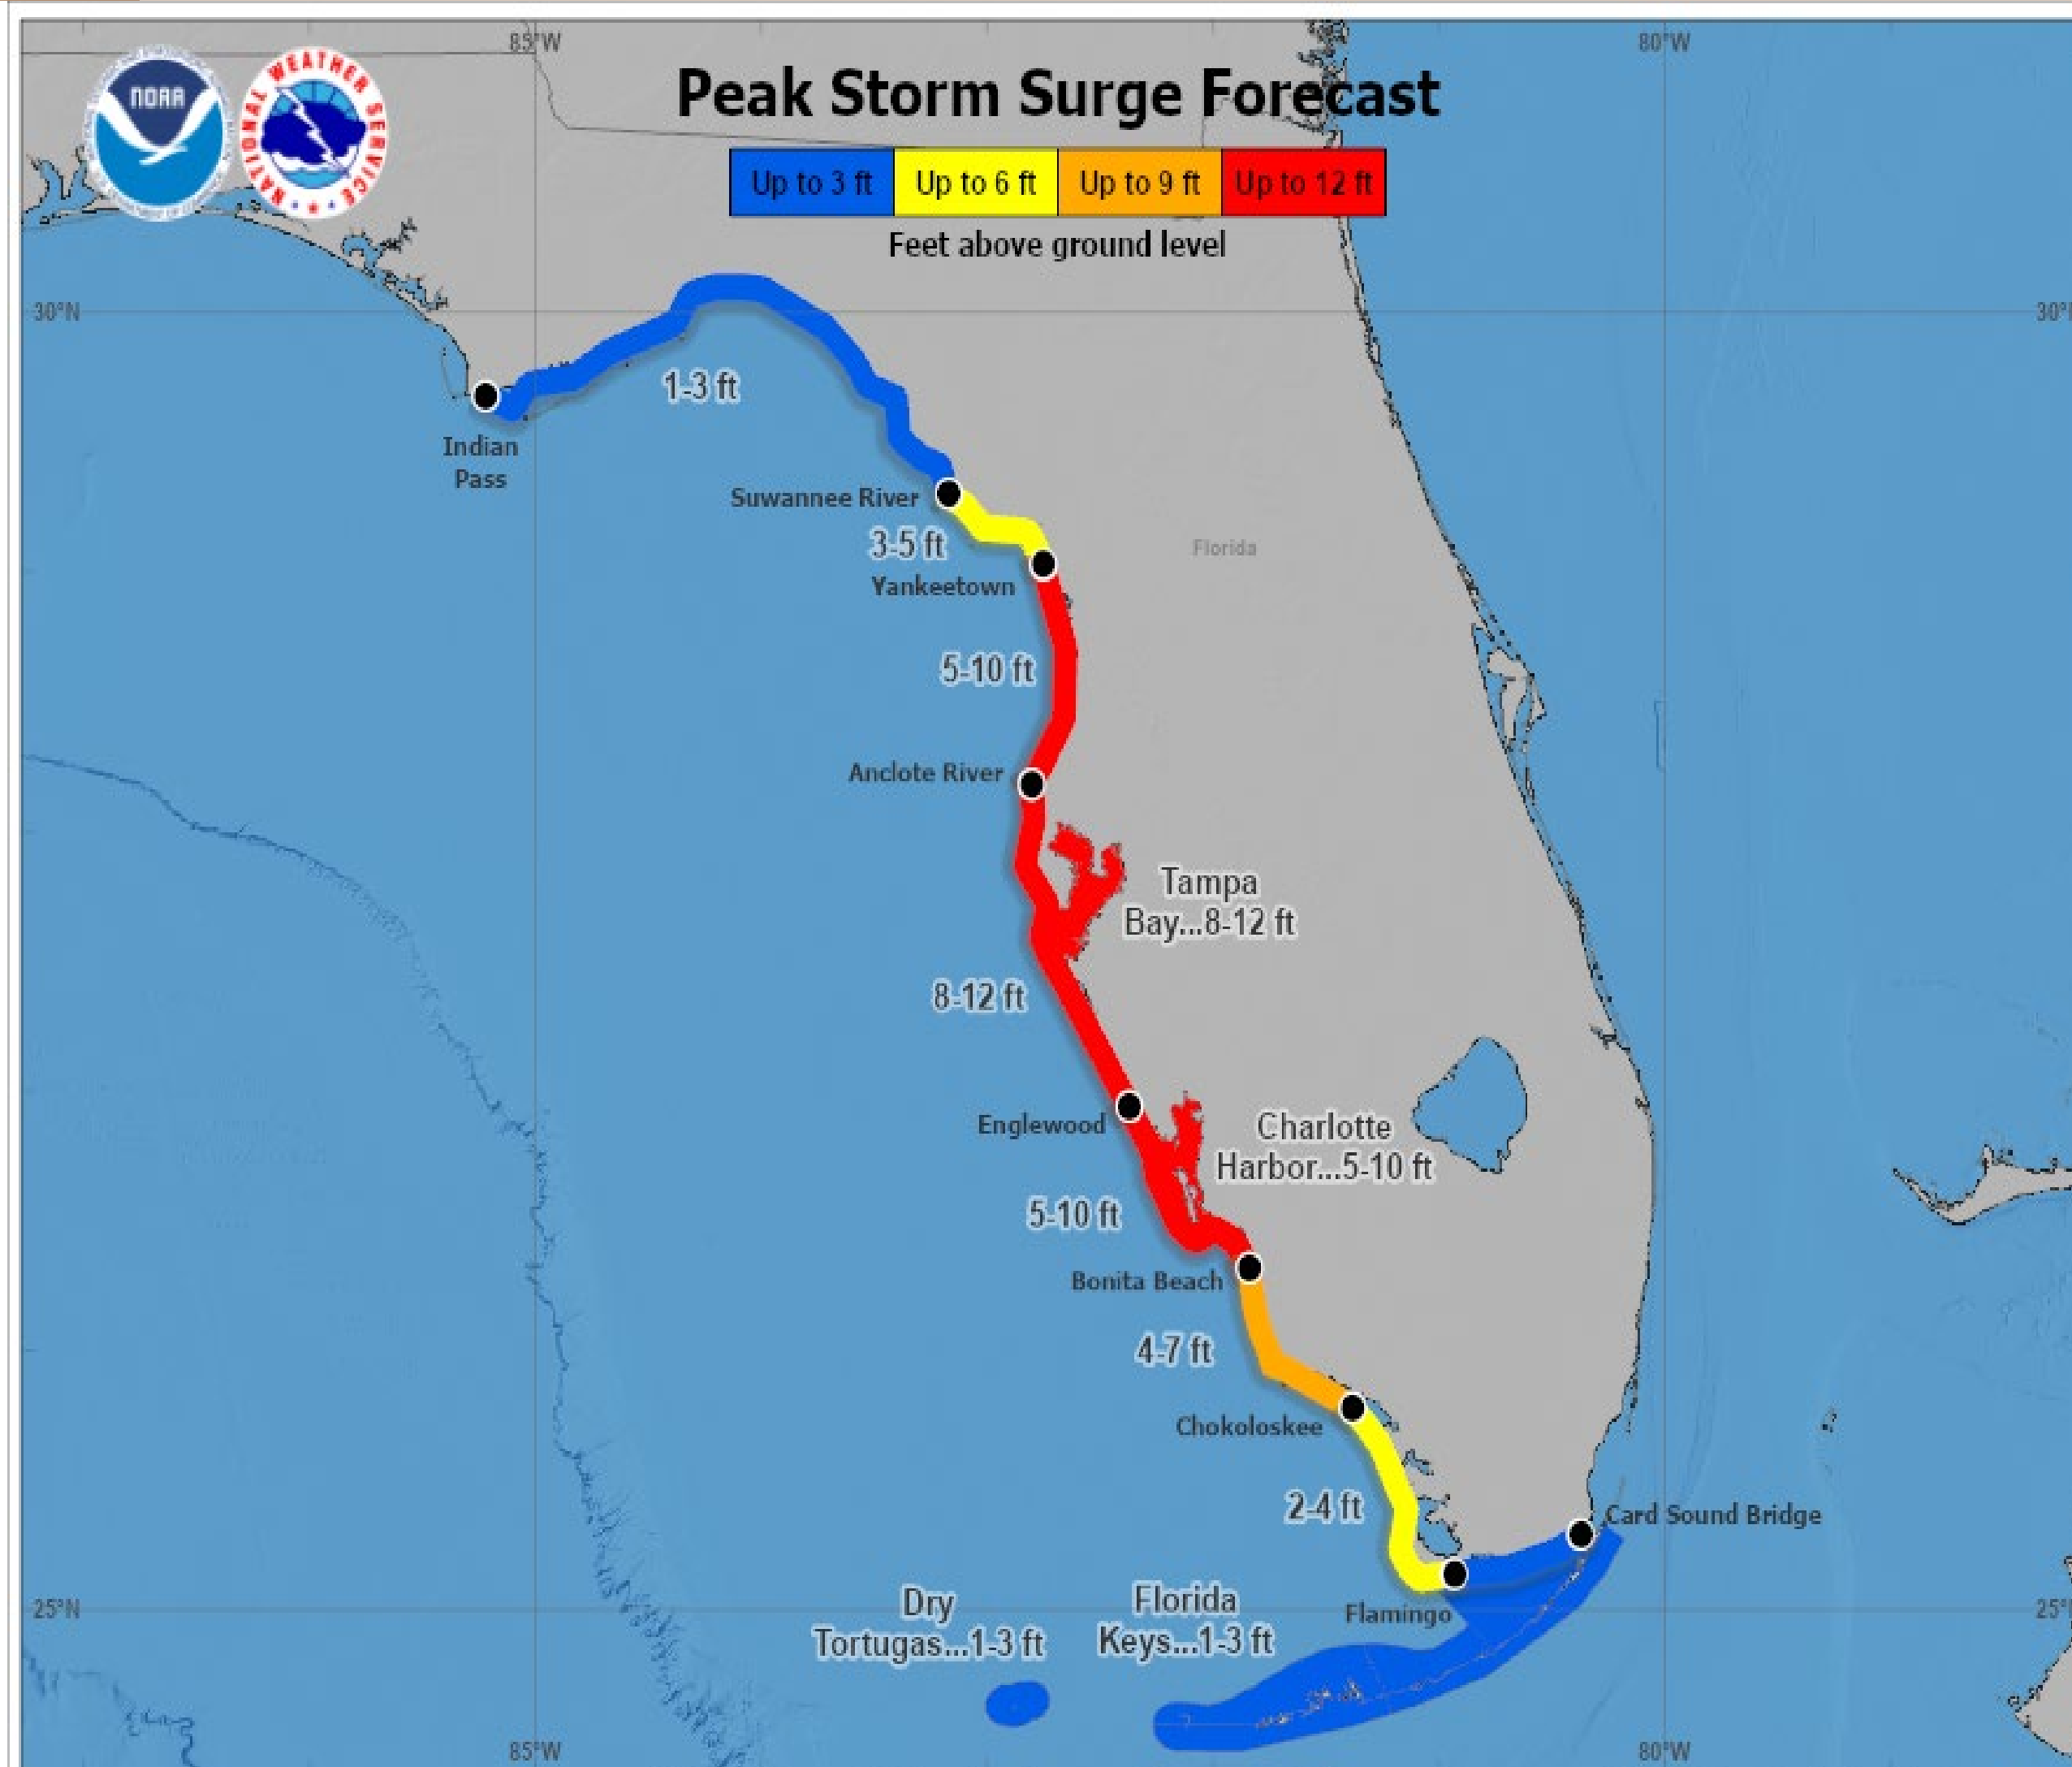 85°W
80°W
NOAA
NATIONAL WEATHER SERVICE
Peak Storm Surge Forecast
Up to 3 ft
Up to 6 ft
Up to 9 ft
Up to 12 ft
Feet above ground level
30°N
30°
1-3 ft
Indian
Pass
Suwannee River
3-5 ft
Florida
Yankeetown
5-10 ft
Anclote River
Tampa
Bay...8-12 ft
8-12 ft
Englewood
Charlotte
Harbor...5-10 ft
5-10 ft
Bonita Beach
4-7 ft
Chokoloskee
2-4 ft
Card Sound Bridge
Dry
Tortugas...1-3 ft
Florida
Keys...1-3 ft
Flamingo
25°N
25°
85°W
80°W